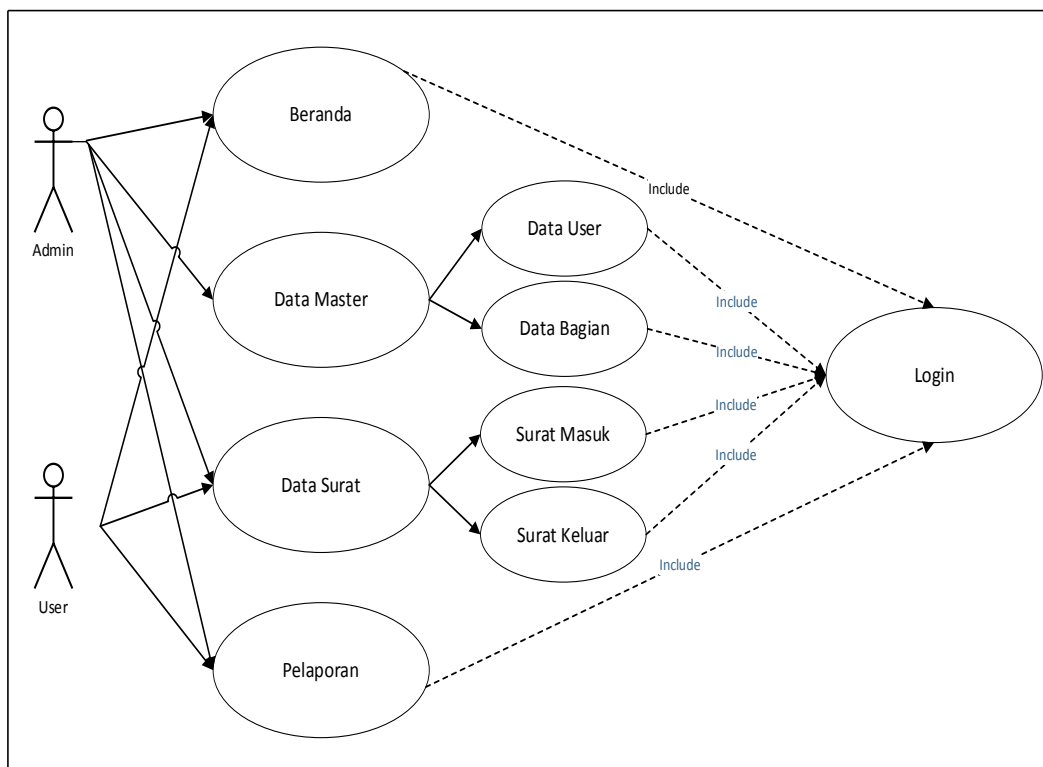 Beranda
Include
Admin
Data User
Data Master
Include
Data Bagian
Include
Login
Surat Masuk
Include
Data Surat
Include
Surat Keluar
User
Include
Pelaporan